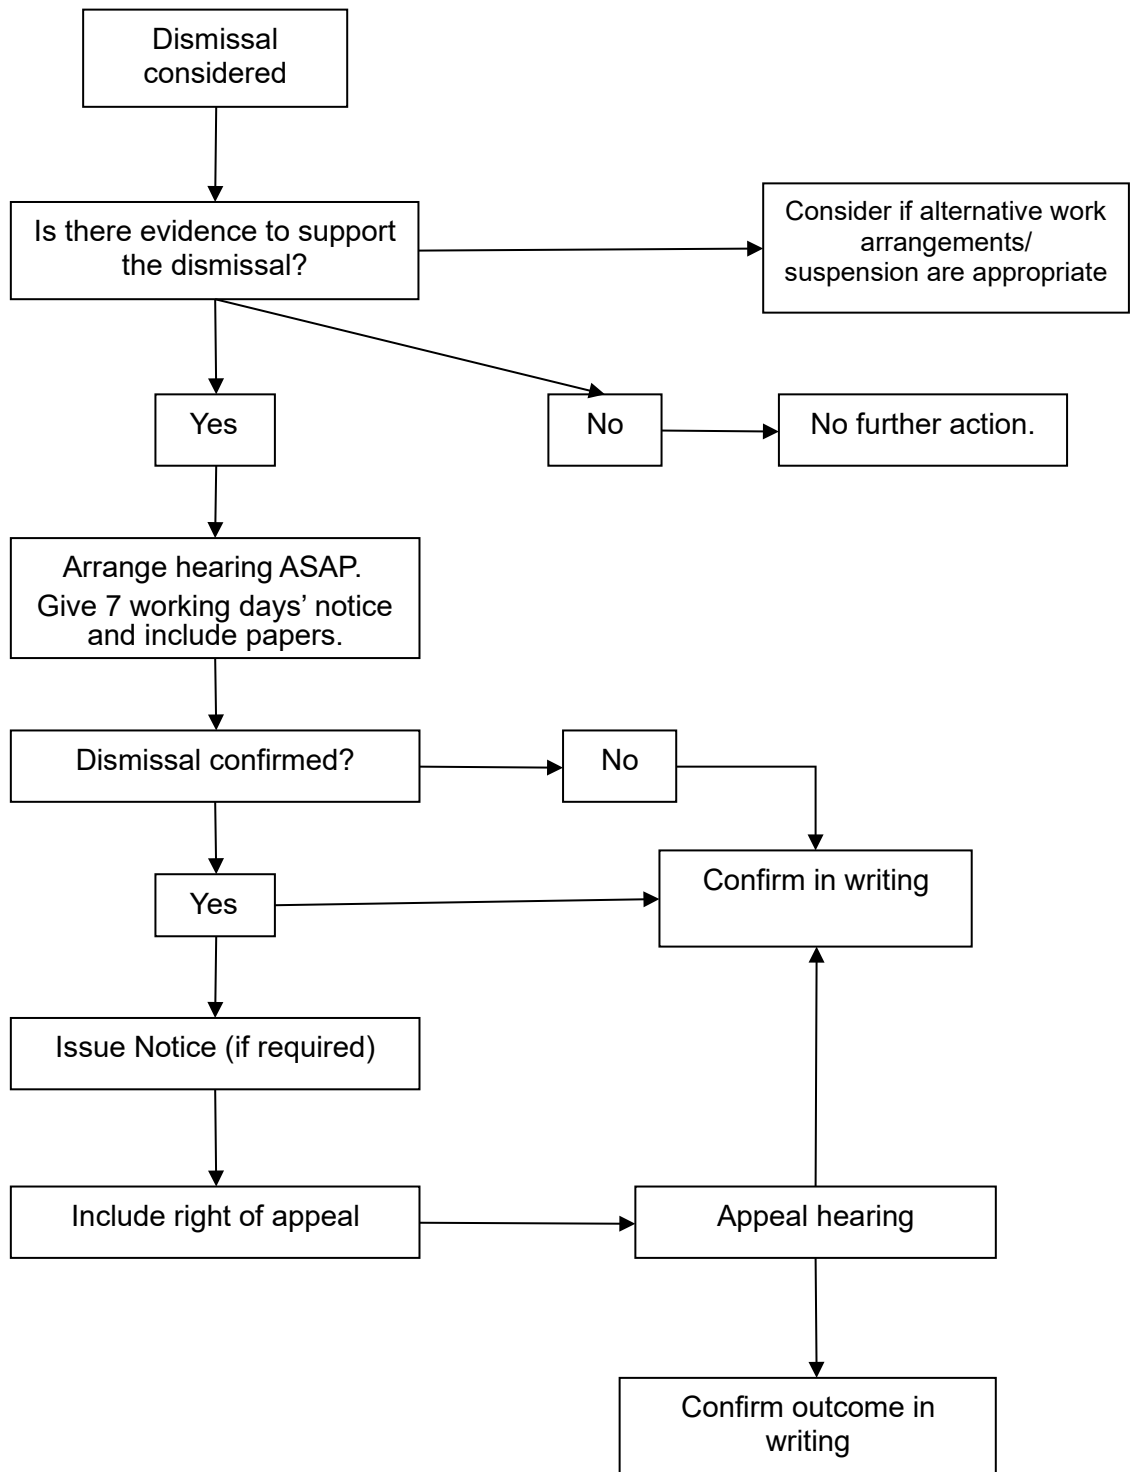 Dismissal
considered
Is there evidence to support
the dismissal?
Consider if alternative work
arrangements/
suspension are appropriate
Yes
No
No further action.
Arrange hearing ASAP.
Give 7 working days’ notice
and include papers.
Dismissal confirmed?
No
Confirm in writing
Yes
Issue Notice (if required)
Include right of appeal
Appeal hearing
Confirm outcome in
writing